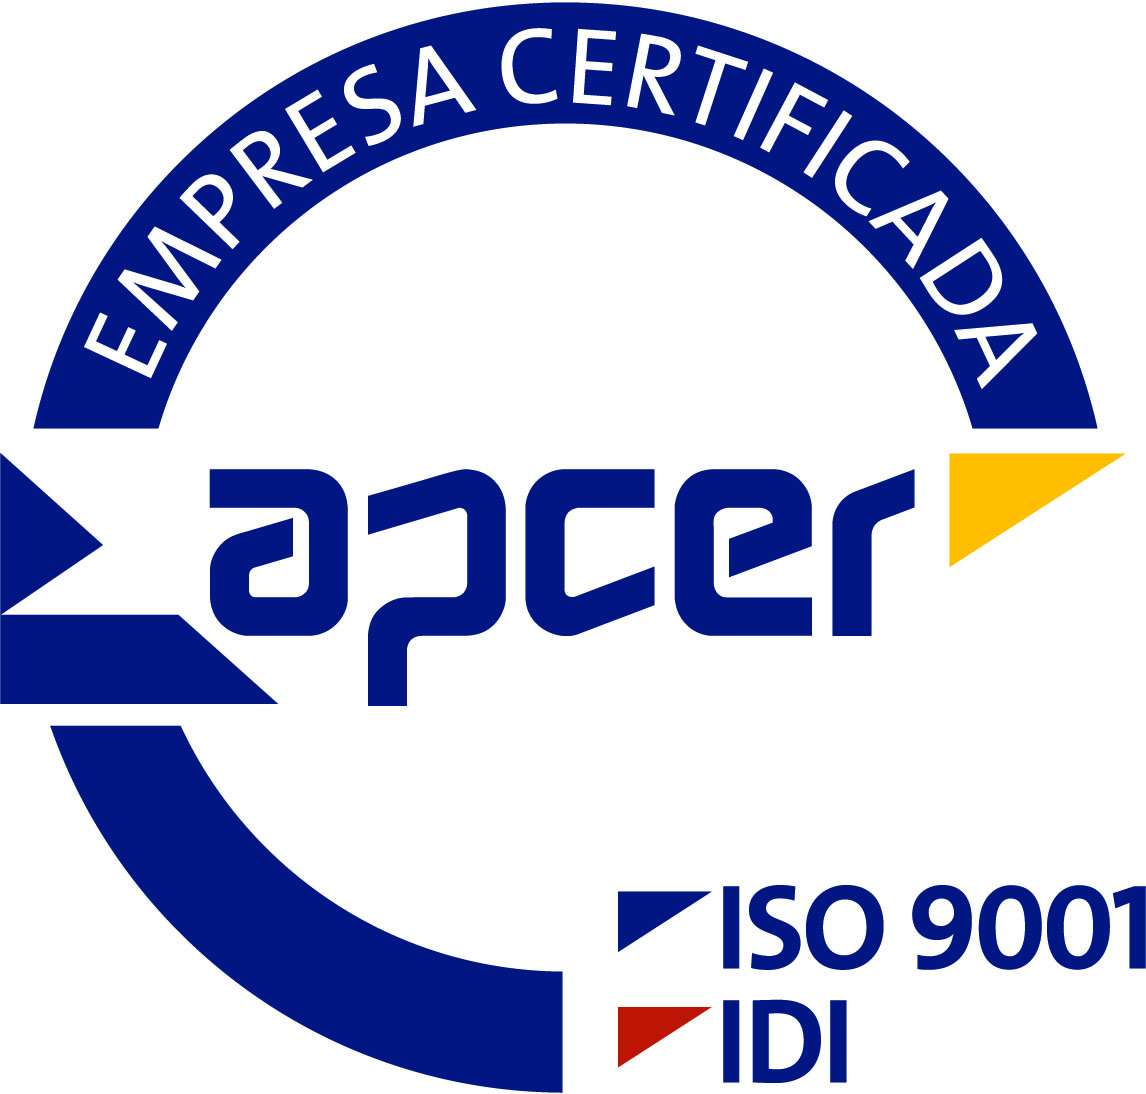 EMPRESA CERTIFICADA
apcer
ISO 9001
IDI